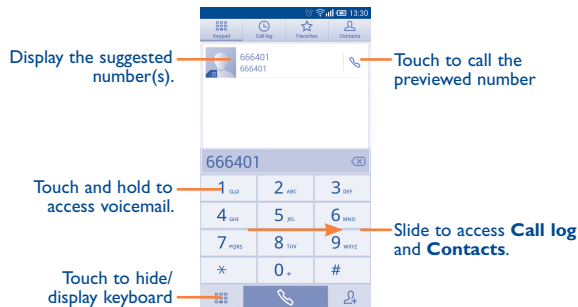 13:30
Keypad
Call log
Favorites
Contacts
Display the suggested
number(s).
666401
666401
Touch to call the
previewed number
666401
Touch and hold to
access voicemail.
1
2 ABC
3 DEF
4 GHI
5 JKL
6 MNO
Slide to access Call log
and Contacts.
7 PQRS
8 TUV
9 WXYZ
* 0 + #
Touch to hide/
display keyboard